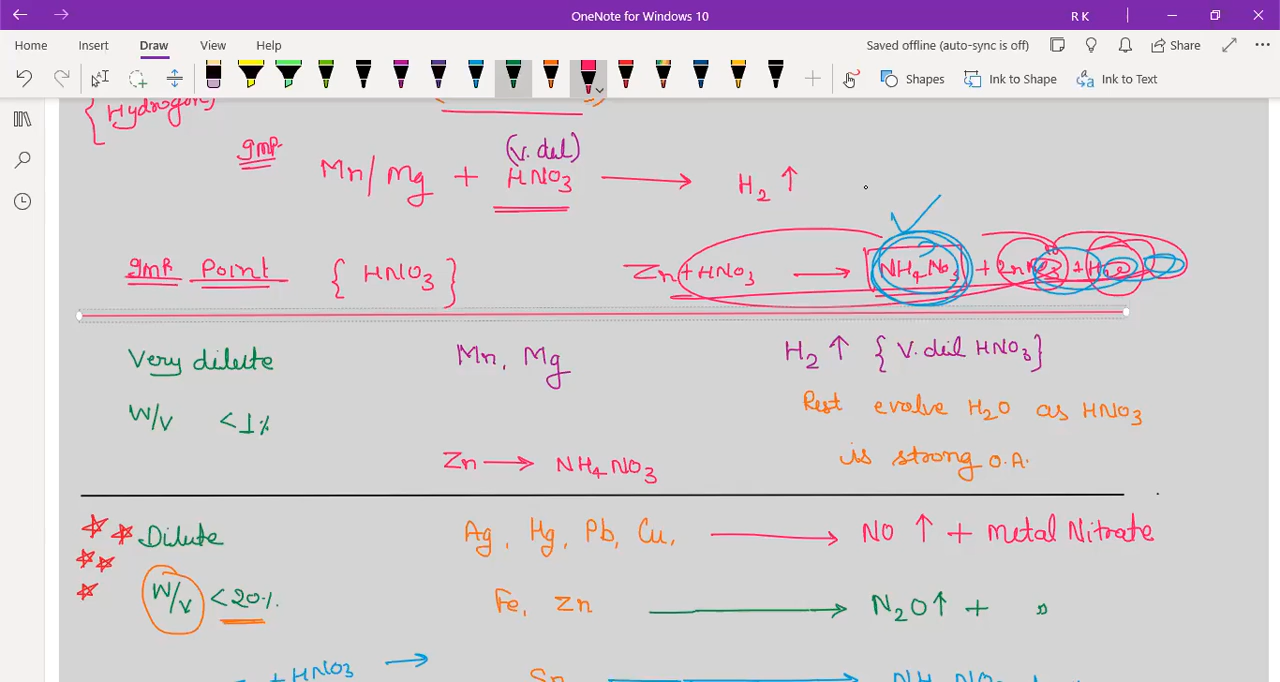 OneNote for Windows 10
R K
Home Insert Draw View Help
Saved offline (auto-sync is off)
Share
Shapes Ink to Shape Ink to Text
{ Hydrogen}
Imp. Mn/Mg + (V. dil) HNO3 → H2 ↑
Imp. Point { HNO3 }
Zn + HNO3 → NH4NO3 +
Very dilute Mn, Mg H2 ↑ { V. dil HNO3 }
W/V < 1% Rest evolve H2O as HNO3
Zn → NH4NO3 is strong O.A.
Dilute Ag, Hg, Pb, Cu, → NO ↑ + Metal Nitrate
W/V < 20%. Fe, Zn → N2O ↑ + "
+ HNO3 → Sn →